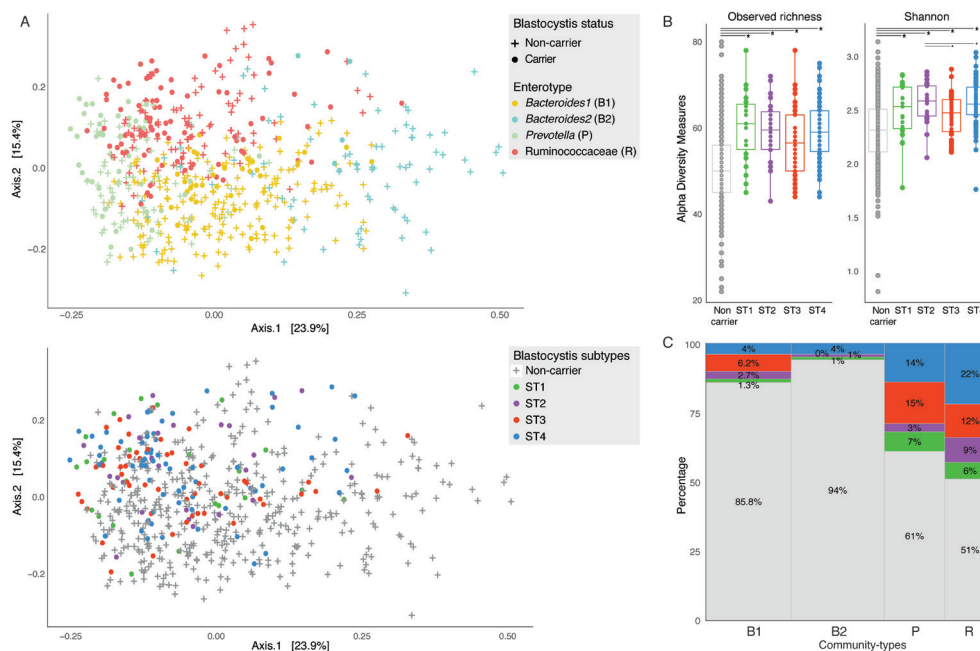 A
Blastocystis status
Non-carrier
Carrier
Enterotype
Bacteroides1 (B1)
Bacteroides2 (B2)
Prevotella (P)
Ruminococcaceae (R)
Axis.2 [15.4%]
0.2
0.0
−0.2
−0.25
0.00
0.25
0.50
Axis.1 [23.9%]
Blastocystis subtypes
Non-carrier
ST1
ST2
ST3
ST4
Axis.2 [15.4%]
0.2
0.0
−0.2
−0.25
0.00
0.25
0.50
Axis.1 [23.9%]
B
Observed richness
Shannon
Alpha Diversity Measures
80
60
40
20
3.0
2.5
2.0
1.5
1.0
Non carrier
ST1
ST2
ST3
ST4
Non carrier
ST1
ST2
ST3
C
Percentage
100
75
50
25
0
4%
6.2%
2.7%
1.3%
85.8%
4%
0%
1%
1%
94%
14%
15%
3%
7%
61%
22%
12%
9%
6%
51%
B1
B2
P
R
Community-types